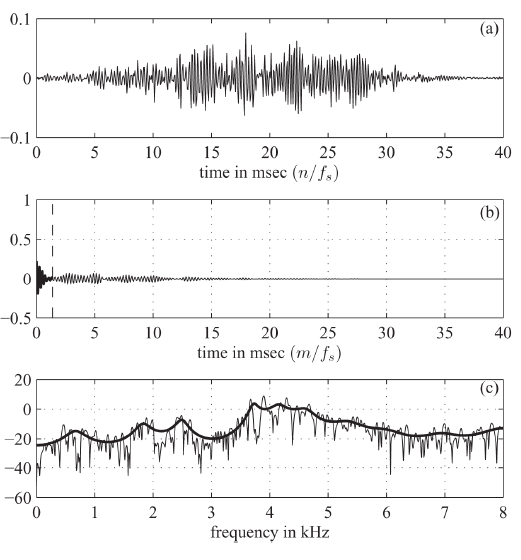 0.1
(a)
0
−0.1
0 5 10 15 20 25 30 35 40
time in msec (n/fs)
1
(b)
0.5
0
−0.5
0 5 10 15 20 25 30 35 40
time in msec (m/fs)
20
(c)
0
−20
−40
−60
0 1 2 3 4 5 6 7 8
frequency in kHz